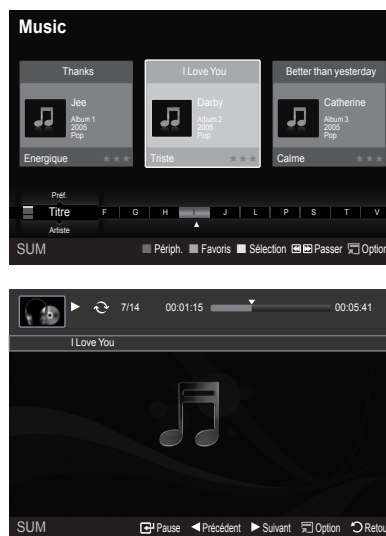 Music
Thanks I Love You Better than yesterday
Jee Darby Catherine
Album 1 Album 2 Album 3
2005 2005 2005
Pop Pop Pop
Energique Triste Calme
Préf.
Titre F G H I J L P S T V
Artiste
SUM Périph. Favoris Sélection Passer Option
7/14 00:01:15 00:05:41
I Love You
SUM Pause Précédent Suivant Option Retou